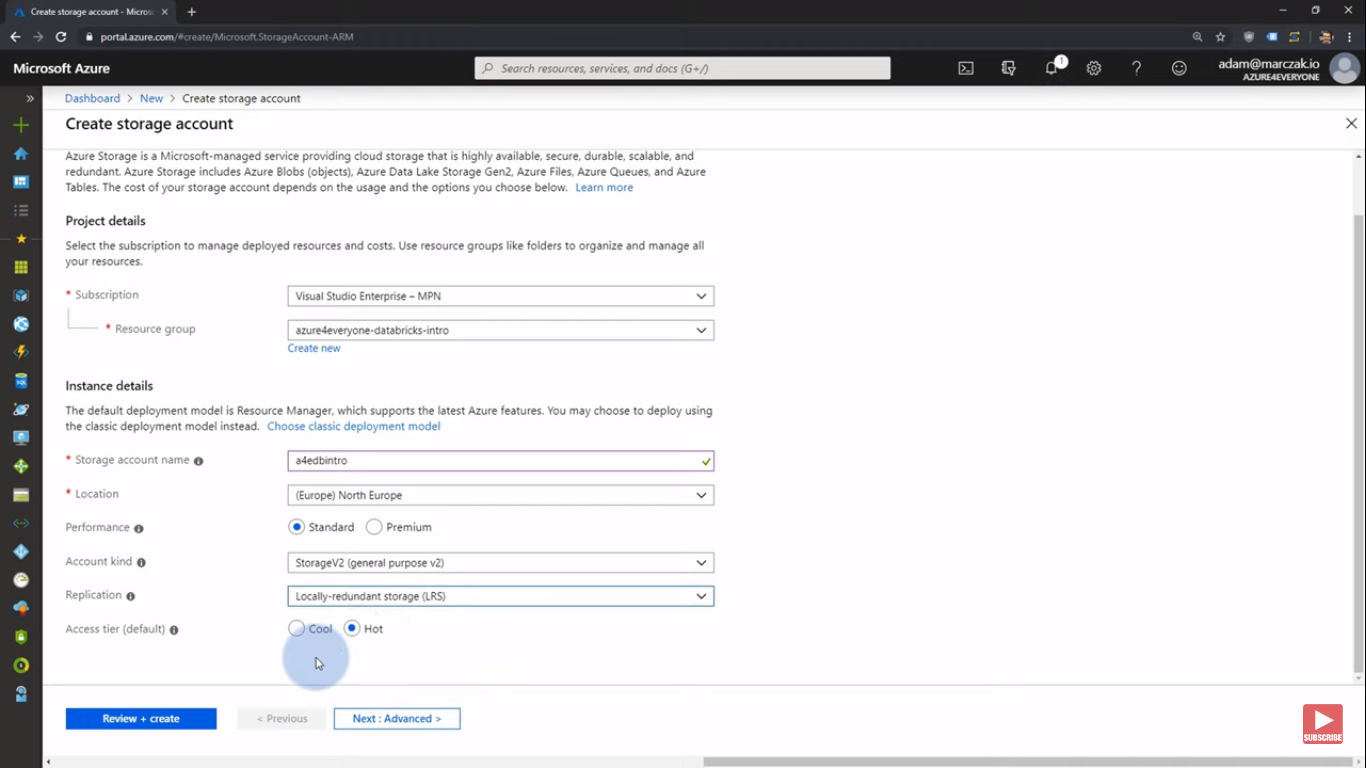 Create storage account - Micros
portal.azure.com/#create/Microsoft.StorageAccount-ARM
Microsoft Azure
Search resources, services, and docs (G+/)
1
adam@marczak.io
AZURE4EVERYONE
Dashboard > New > Create storage account
Create storage account
Azure Storage is a Microsoft-managed service providing cloud storage that is highly available, secure, durable, scalable, and
redundant. Azure Storage includes Azure Blobs (objects), Azure Data Lake Storage Gen2, Azure Files, Azure Queues, and Azure
Tables. The cost of your storage account depends on the usage and the options you choose below. Learn more
Project details
Select the subscription to manage deployed resources and costs. Use resource groups like folders to organize and manage all
your resources.
* Subscription
Visual Studio Enterprise – MPN
* Resource group
azure4everyone-databricks-intro
Create new
Instance details
The default deployment model is Resource Manager, which supports the latest Azure features. You may choose to deploy using
the classic deployment model instead. Choose classic deployment model
* Storage account name
a4edbintro
* Location
(Europe) North Europe
Performance
Standard Premium
Account kind
StorageV2 (general purpose v2)
Replication
Locally-redundant storage (LRS)
Access tier (default)
Cool Hot
Review + create
< Previous
Next : Advanced >
SUBSCRIBE